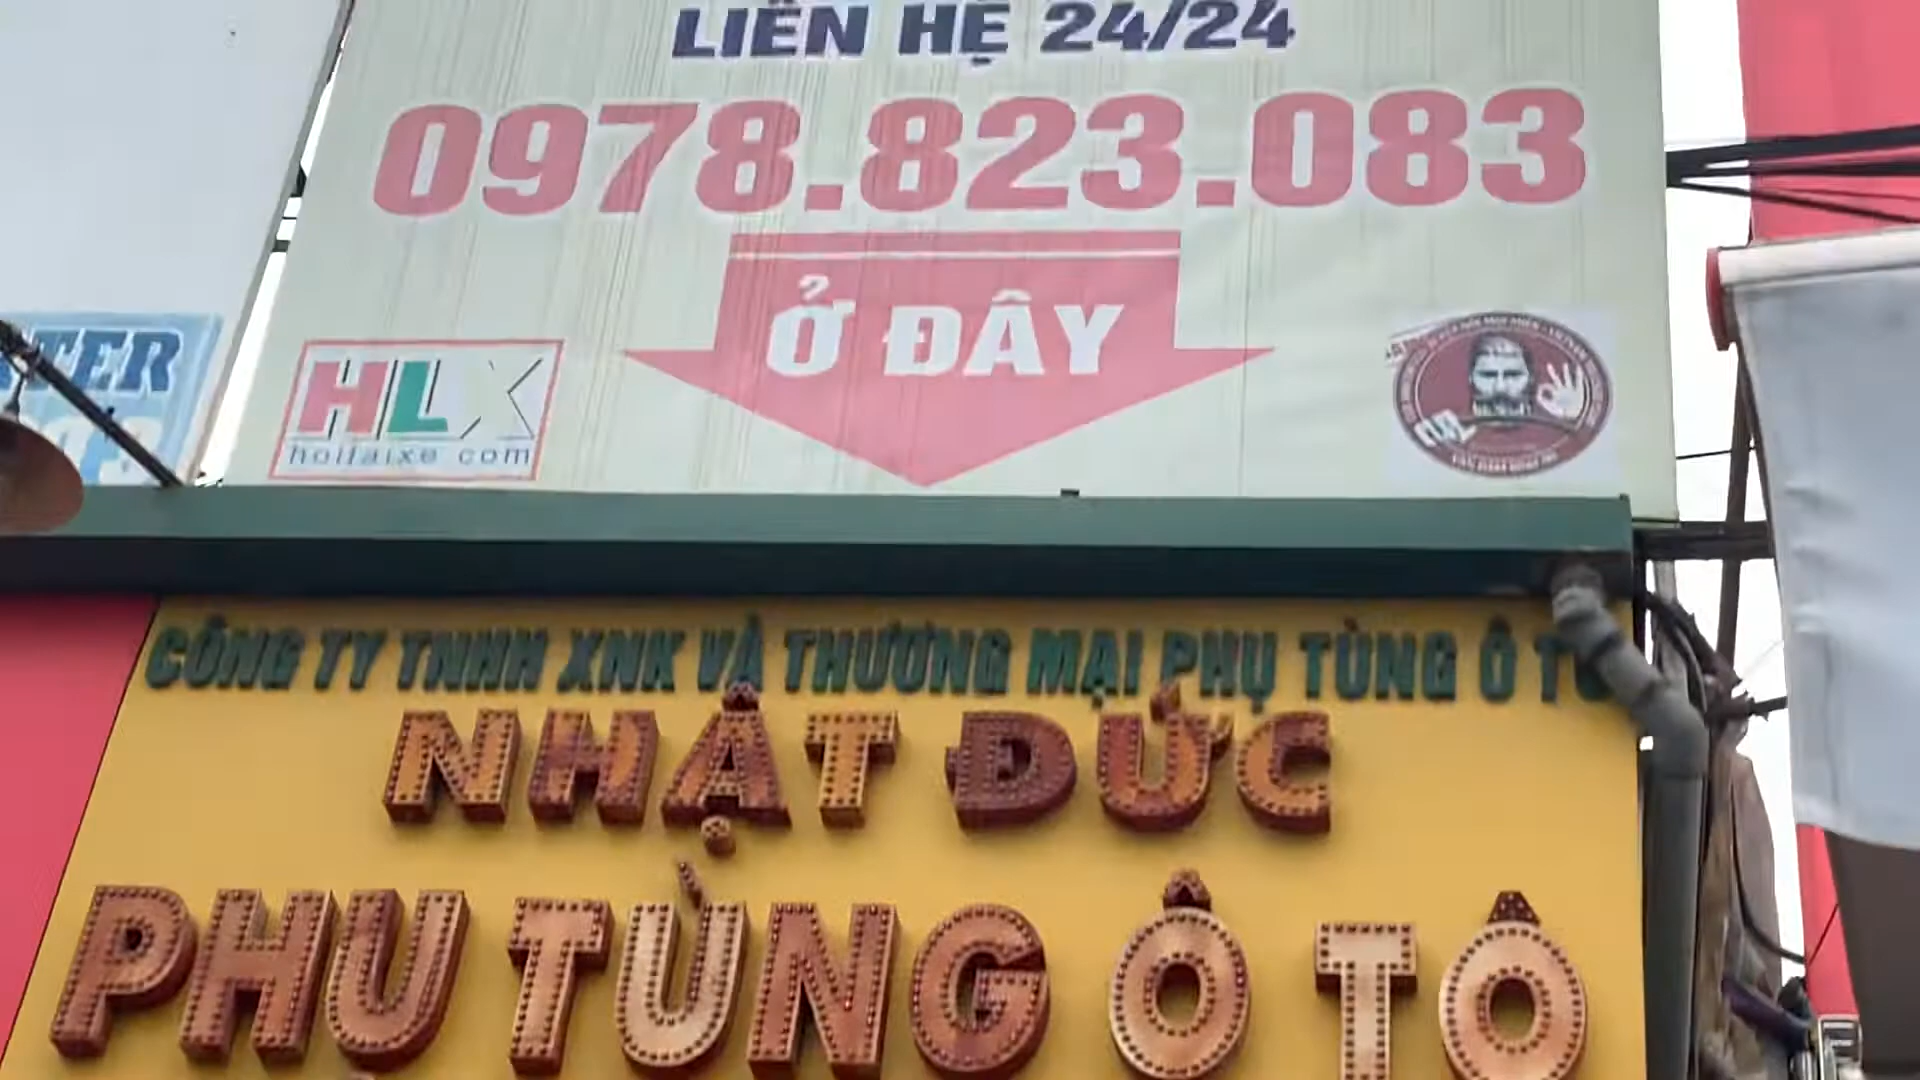 LIÊN HỆ 24/24
0978.823.083
Ở ĐÂY
HLX
hoilaixe com
TER
CÔNG TY TNHH XNK VÀ THƯƠNG MẠI PHỤ TÙNG Ô TÔ
NHẬT ĐỨC
PHỤ TÙNG Ô TÔ